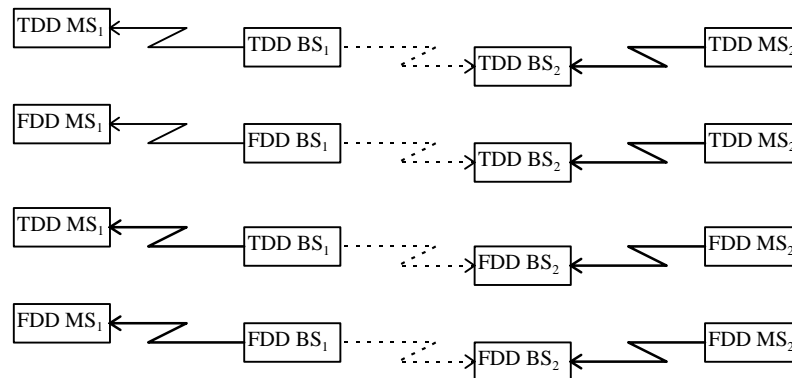 TDD MS₁ TDD BS₁ TDD BS₂ TDD MS₂
FDD MS₁ FDD BS₁ TDD BS₂ TDD MS₂
TDD MS₁ TDD BS₁ FDD BS₂ FDD MS₂
FDD MS₁ FDD BS₁ FDD BS₂ FDD MS₂